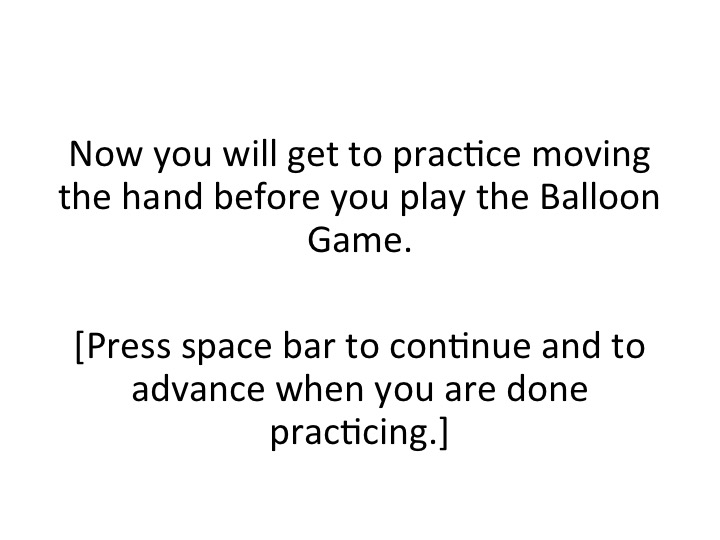 Now you will get to practice moving
the hand before you play the Balloon
Game.
[Press space bar to continue and to
advance when you are done
practicing.]